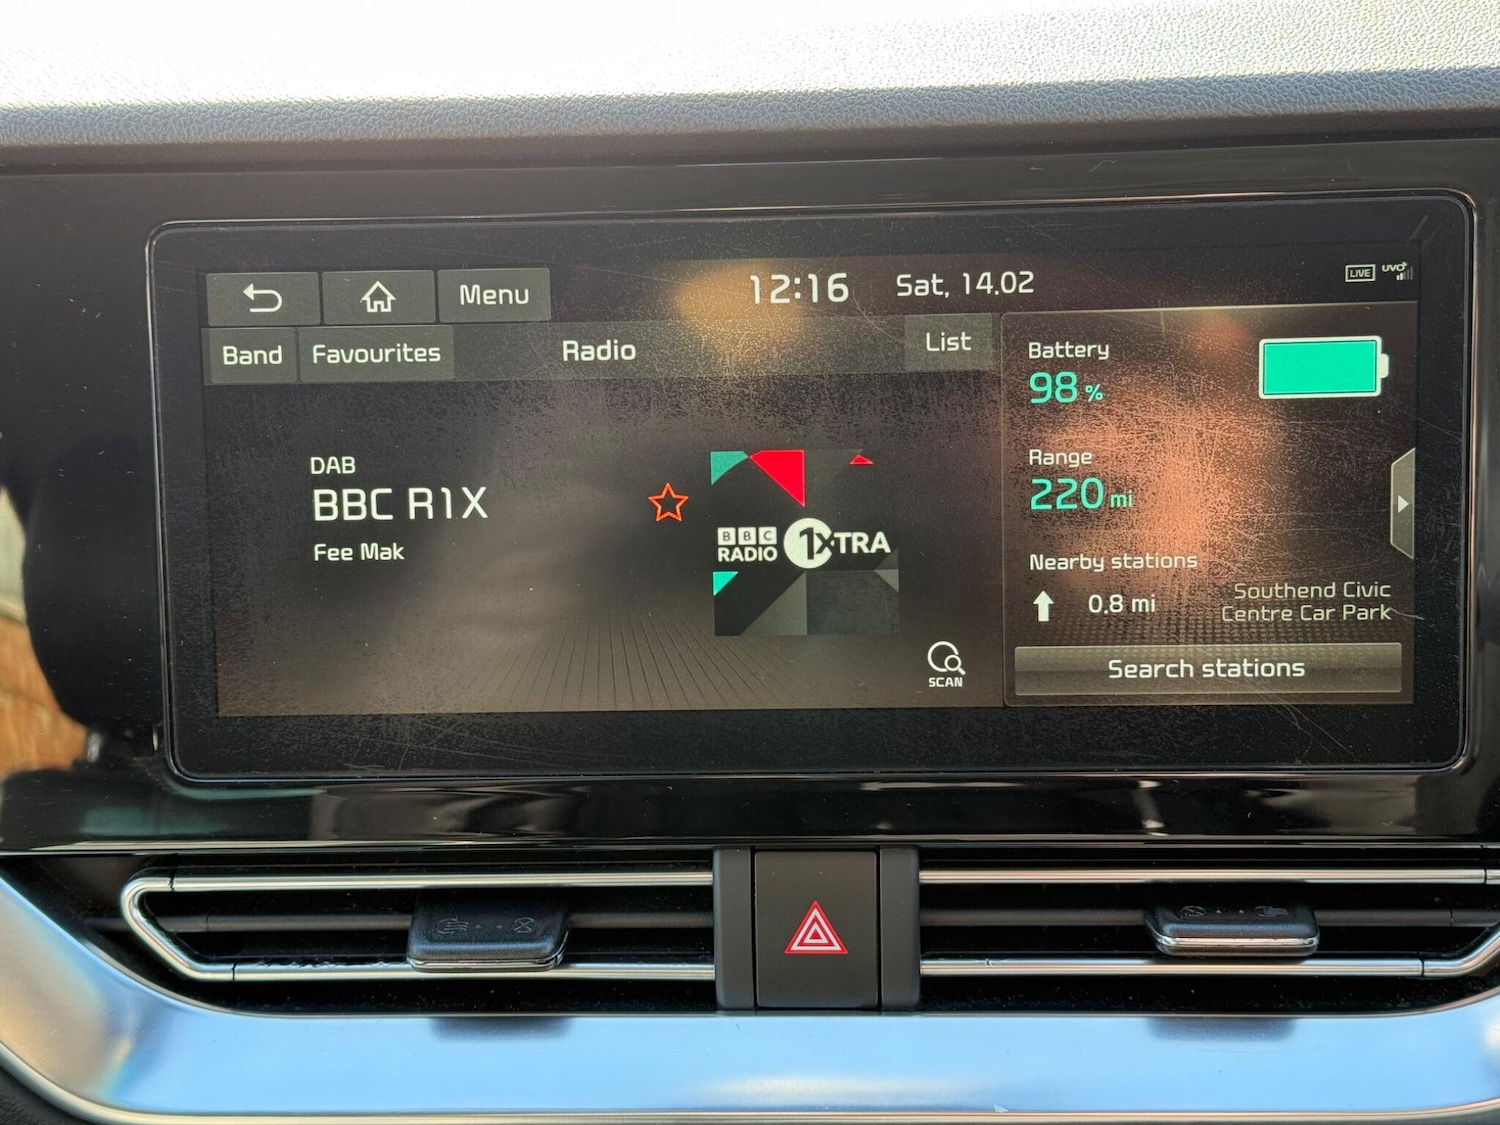 Menu
12:16
Sat, 14.02
LIVE
UVO
Band
Favourites
Radio
List
DAB
BBC R1X
Fee Mak
BBC
RADIO
1XTRA
SCAN
Battery
98 %
Range
220 mi
Nearby stations
0.8 mi
Southend Civic
Centre Car Park
Search stations